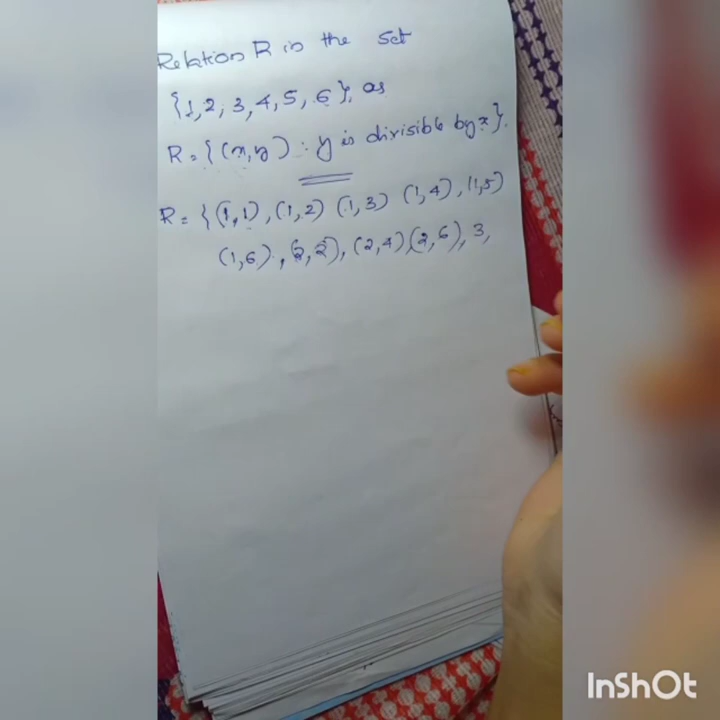 Relation R in the set
{1, 2, 3, 4, 5, 6}, as
R = {(x, y) : y is divisible by x}.
R = {(1,1), (1,2) (1,3) (1,4), (1,5)
(1,6), (2,2), (2,4) (2,6), 3,
InShOt